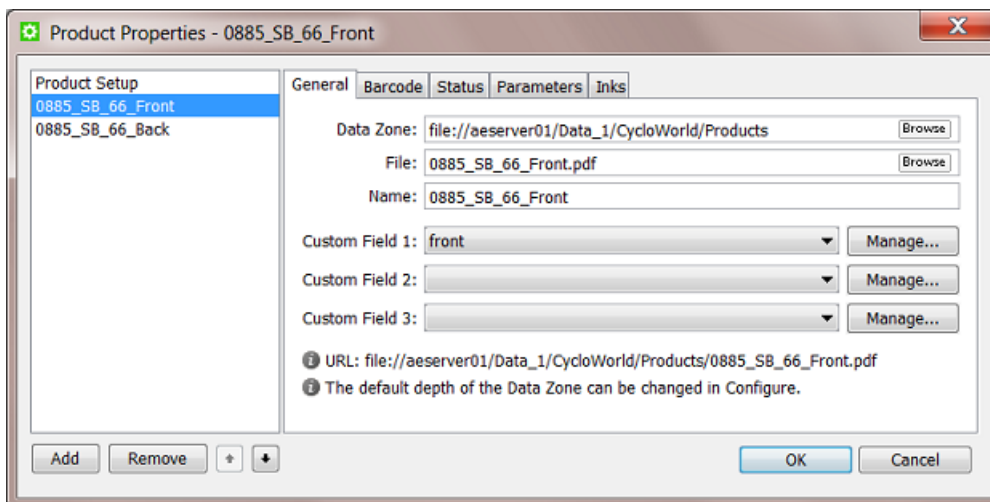 Product Properties - 0885_SB_66_Front
Product Setup
0885_SB_66_Front
0885_SB_66_Back
General Barcode Status Parameters Inks
Data Zone: file://aeserver01/Data_1/CycloWorld/Products Browse
File: 0885_SB_66_Front.pdf Browse
Name: 0885_SB_66_Front
Custom Field 1: front Manage...
Custom Field 2: Manage...
Custom Field 3: Manage...
URL: file://aeserver01/Data_1/CycloWorld/Products/0885_SB_66_Front.pdf
The default depth of the Data Zone can be changed in Configure.
Add Remove OK Cancel